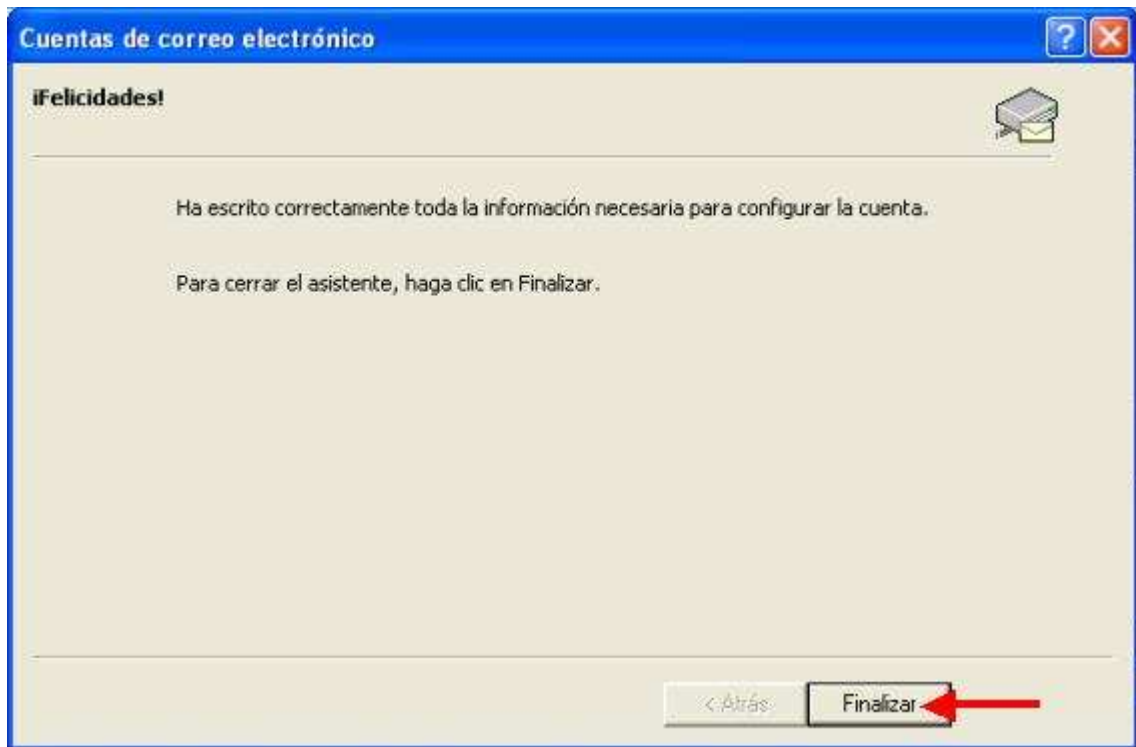 Cuentas de correo electrónico
?
¡Felicidades!
Ha escrito correctamente toda la información necesaria para configurar la cuenta.
Para cerrar el asistente, haga clic en Finalizar.
< Atrás
Finalizar